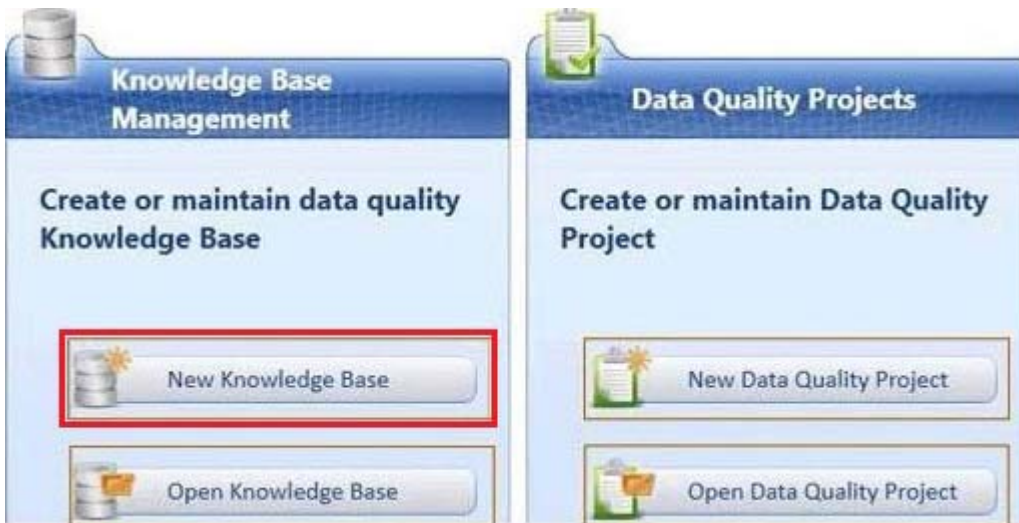 Knowledge Base
Management
Create or maintain data quality
Knowledge Base
New Knowledge Base
Open Knowledge Base
Data Quality Projects
Create or maintain Data Quality
Project
New Data Quality Project
Open Data Quality Project